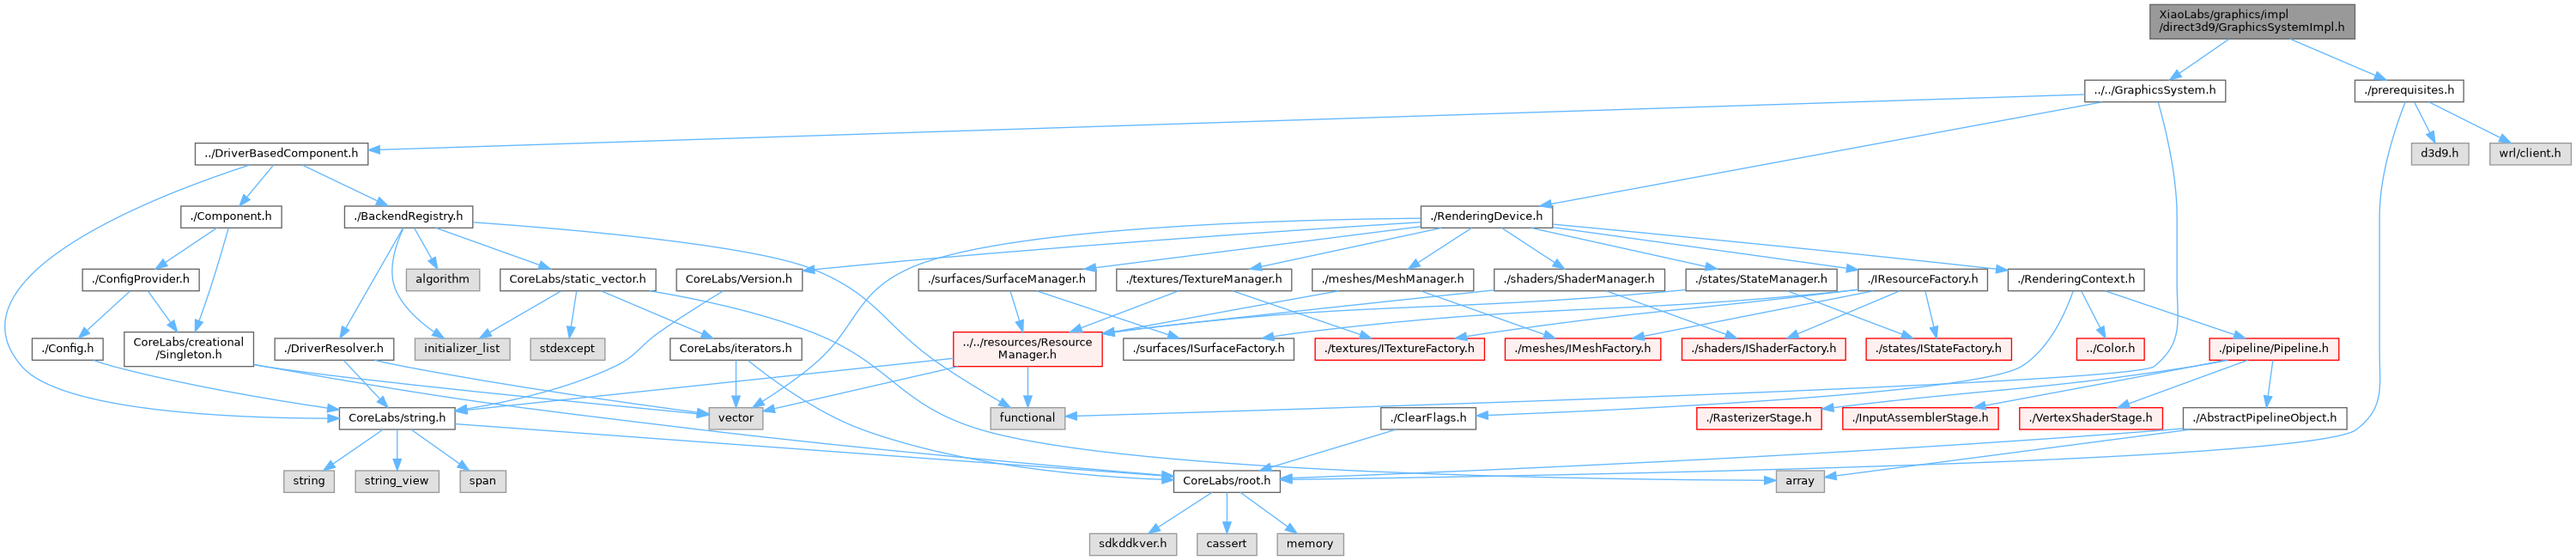 XiaoLabs/graphics/impl
/direct3d9/GraphicsSystemImpl.h
../../GraphicsSystem.h
./prerequisites.h
../DriverBasedComponent.h
d3d9.h
wrl/client.h
./Component.h
./BackendRegistry.h
./RenderingDevice.h
./ConfigProvider.h
algorithm
CoreLabs/static_vector.h
CoreLabs/Version.h
./surfaces/SurfaceManager.h
./textures/TextureManager.h
./meshes/MeshManager.h
./shaders/ShaderManager.h
./states/StateManager.h
./IResourceFactory.h
./RenderingContext.h
./Config.h
CoreLabs/creational
/Singleton.h
./DriverResolver.h
initializer_list
stdexcept
CoreLabs/iterators.h
../../resources/Resource
Manager.h
./surfaces/ISurfaceFactory.h
./textures/ITextureFactory.h
./meshes/IMeshFactory.h
./shaders/IShaderFactory.h
./states/IStateFactory.h
../Color.h
./pipeline/Pipeline.h
CoreLabs/string.h
vector
functional
./ClearFlags.h
./RasterizerStage.h
./InputAssemblerStage.h
./VertexShaderStage.h
./AbstractPipelineObject.h
string
string_view
span
CoreLabs/root.h
array
sdkddkver.h
cassert
memory